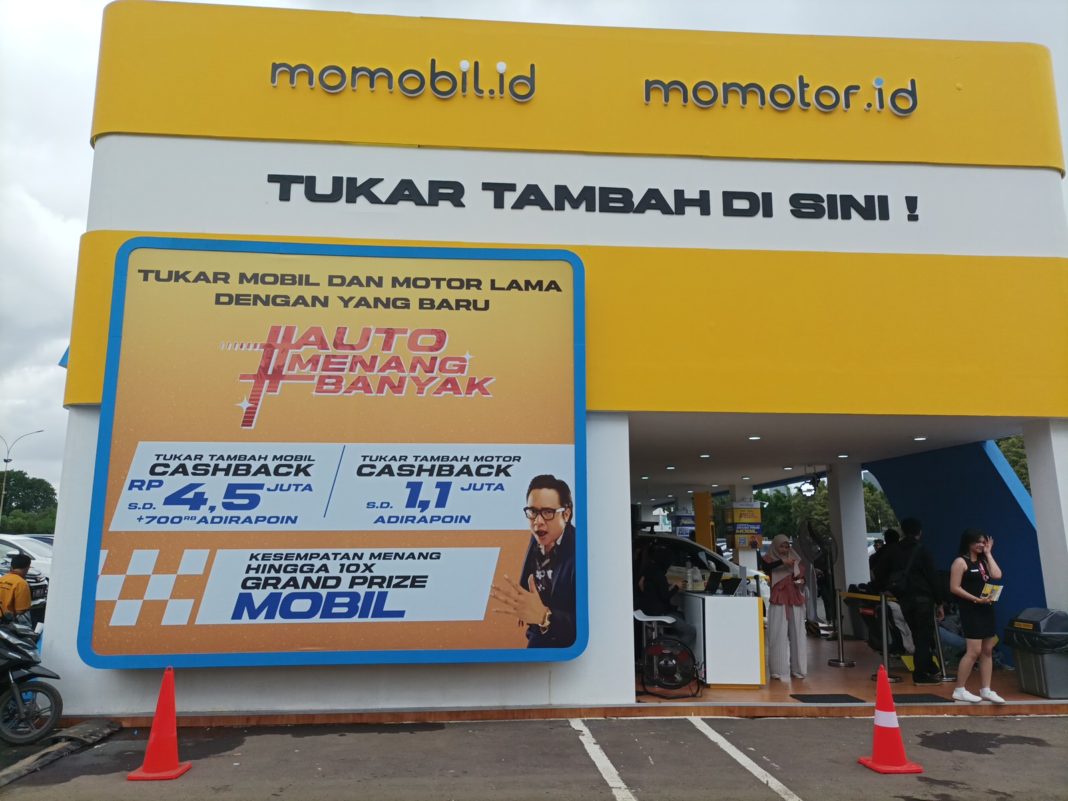 momobil.id
momotor.id
TUKAR TAMBAH DI SINI !
TUKAR MOBIL DAN MOTOR LAMA
DENGAN YANG BARU
#AUTO
MENANG
BANYAK
TUKAR TAMBAH MOBIL
CASHBACK
RP
S.D. 4,5 JUTA
+700RB ADIRAPOIN
TUKAR TAMBAH MOTOR
CASHBACK
S.D. 1,1 JUTA
ADIRAPOIN
KESEMPATAN MENANG
HINGGA 10X
GRAND PRIZE
MOBIL
MOBIL